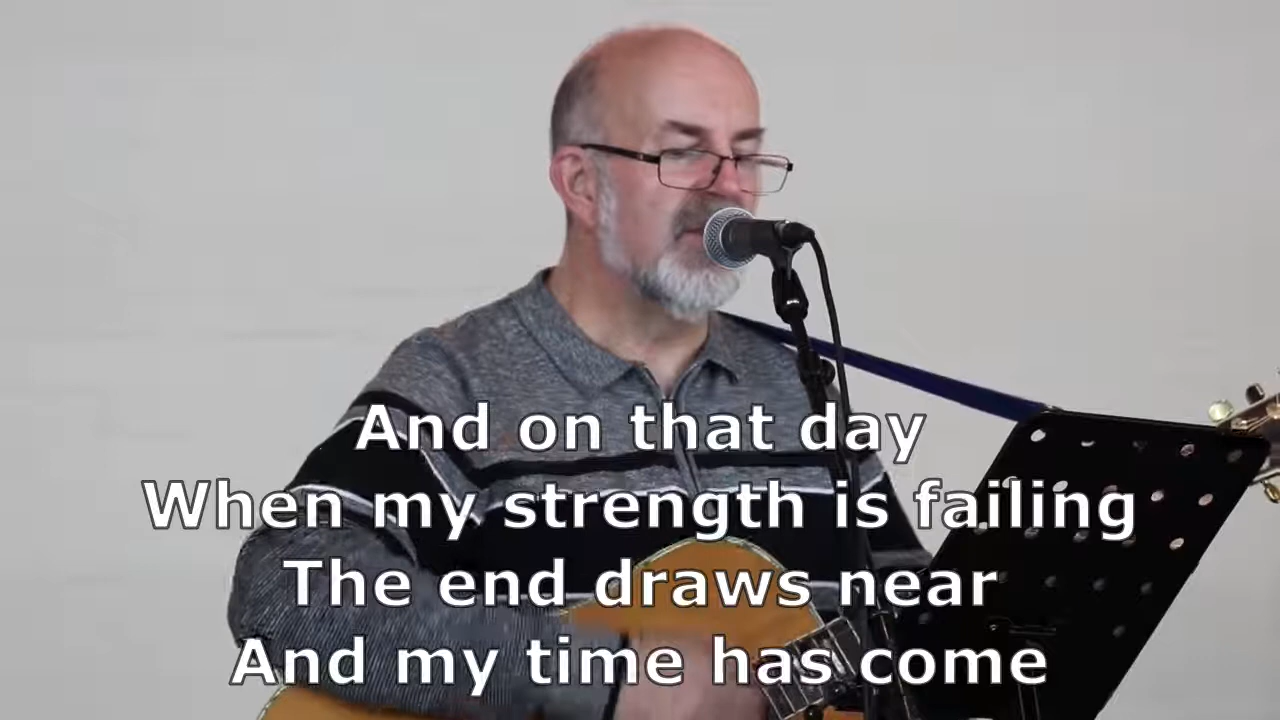 And on that day
When my strength is failing
The end draws near
And my time has come